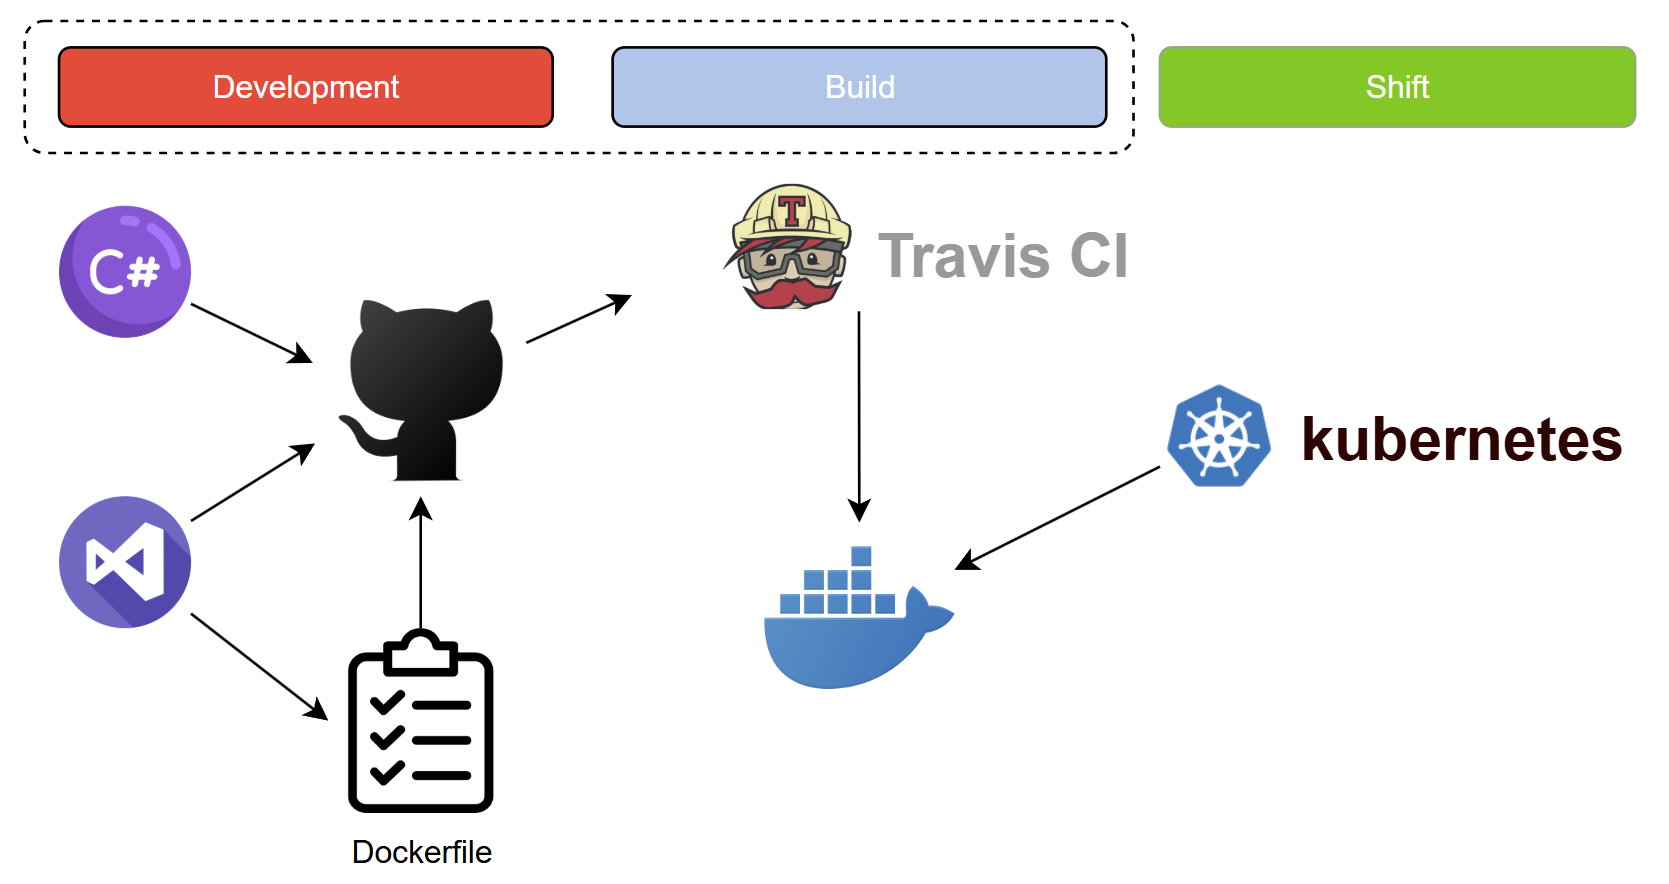 Development
Build
Shift
T
Travis CI
C#
kubernetes
Dockerfile